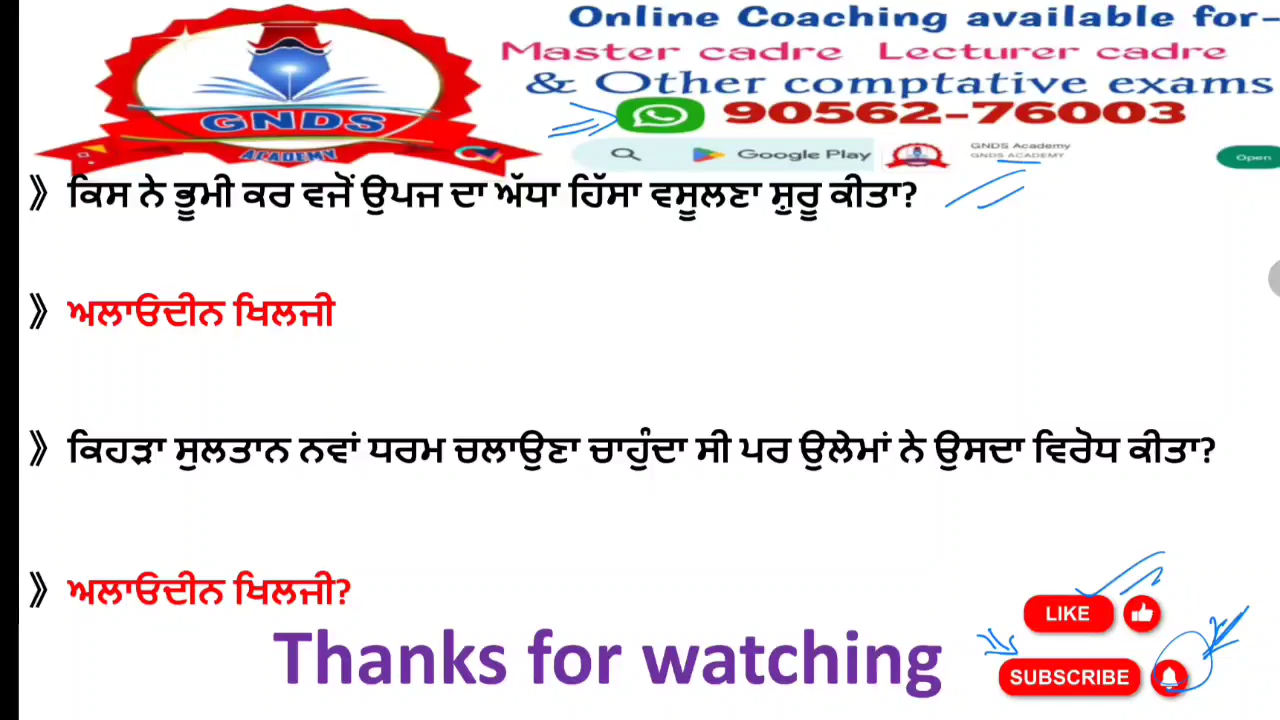 Online Coaching available for-
Master cadre Lecturer cadre
& Other comptative exams
90562-76003
GNDS
ACADEMY
Google Play
GNDS Academy
GNDS ACADEMY
Open
》 ਕਿਸ ਨੇ ਭੂਮੀ ਕਰ ਵਜੋਂ ਉਪਜ ਦਾ ਅੱਧਾ ਹਿੱਸਾ ਵਸੂਲਣਾ ਸ਼ੁਰੂ ਕੀਤਾ?
》 ਅਲਾਓਦੀਨ ਖਿਲਜੀ
》 ਕਿਹੜਾ ਸੁਲਤਾਨ ਨਵਾਂ ਧਰਮ ਚਲਾਉਣਾ ਚਾਹੁੰਦਾ ਸੀ ਪਰ ਉਲੇਮਾਂ ਨੇ ਉਸਦਾ ਵਿਰੋਧ ਕੀਤਾ?
》 ਅਲਾਓਦੀਨ ਖਿਲਜੀ?
LIKE
Thanks for watching
SUBSCRIBE